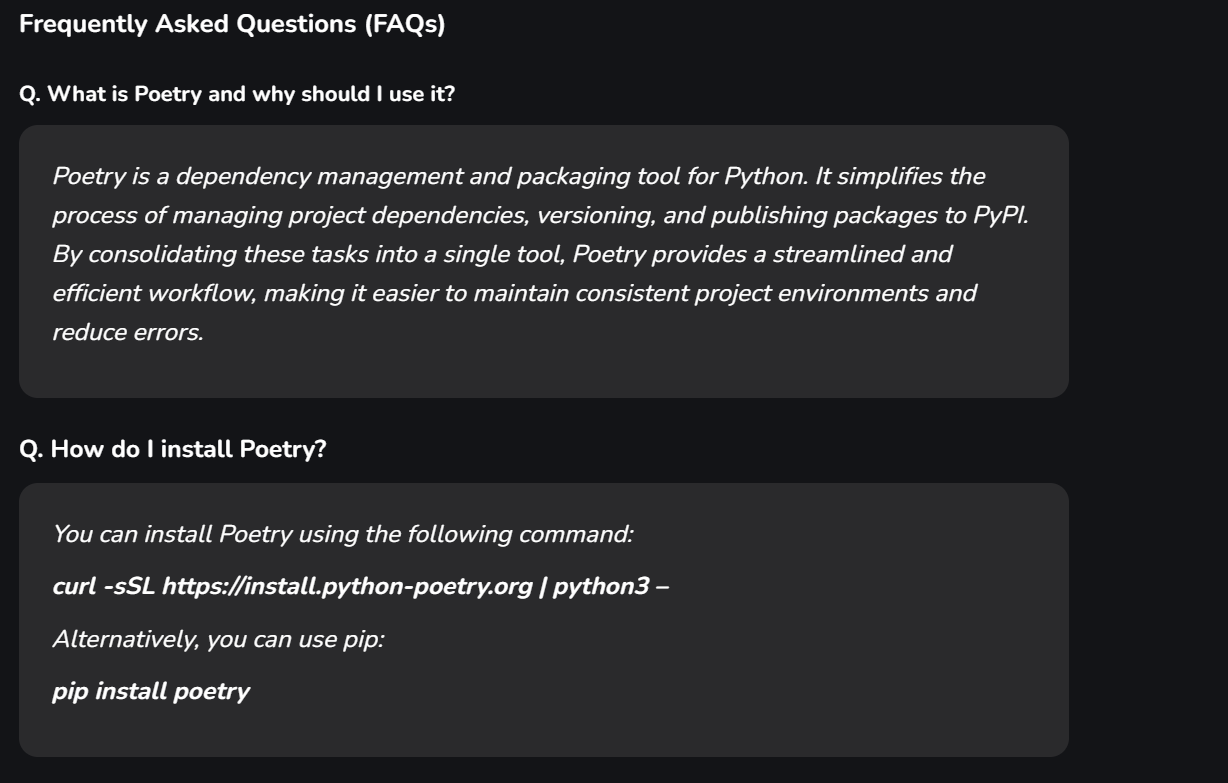 Frequently Asked Questions (FAQs)
Q. What is Poetry and why should I use it?
Poetry is a dependency management and packaging tool for Python. It simplifies the
process of managing project dependencies, versioning, and publishing packages to PyPI.
By consolidating these tasks into a single tool, Poetry provides a streamlined and
efficient workflow, making it easier to maintain consistent project environments and
reduce errors.
Q. How do I install Poetry?
You can install Poetry using the following command:
curl -sSL https://install.python-poetry.org | python3 –
Alternatively, you can use pip:
pip install poetry